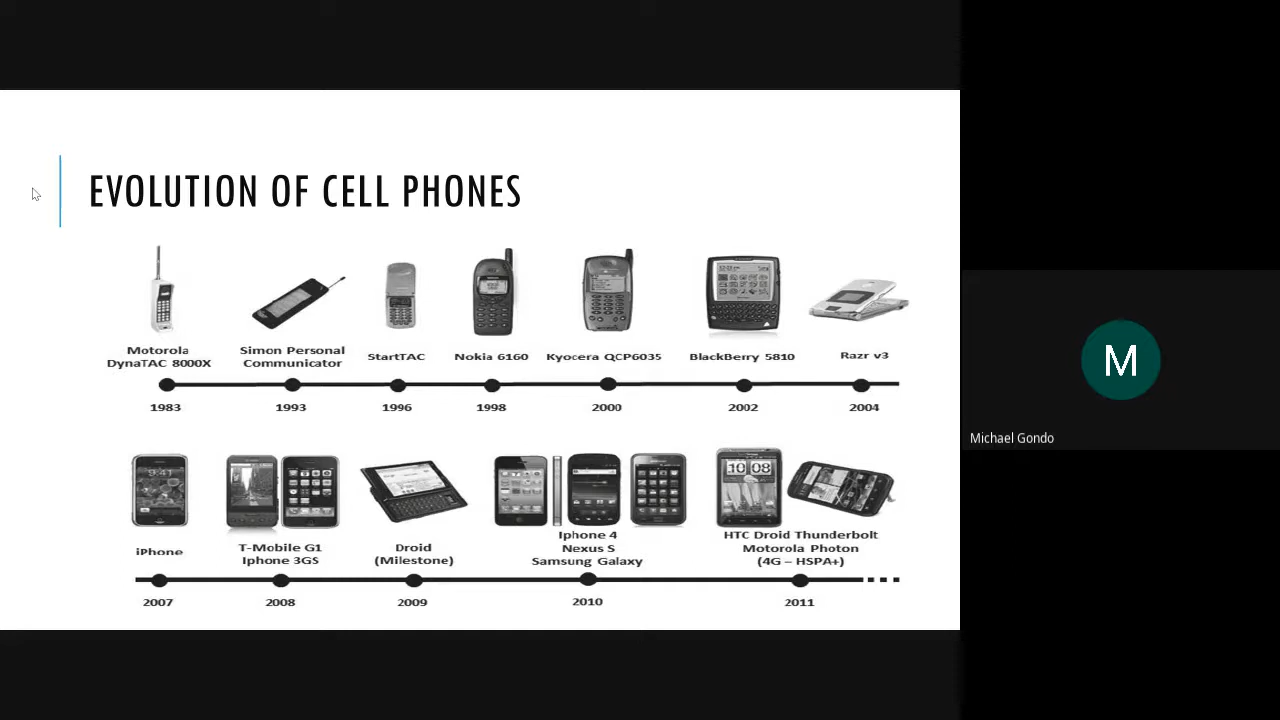 EVOLUTION OF CELL PHONES
Motorola
DynaTAC 8000X
Simon Personal
Communicator
StartTAC
Nokia 6160
Kyocera QCP6035
BlackBerry 5810
Razr v3
1983
1993
1996
1998
2000
2002
2004
9:41
10 08
iPhone
T-Mobile G1
Iphone 3GS
Droid
(Milestone)
Iphone 4
Nexus S
Samsung Galaxy
HTC Droid Thunderbolt
Motorola Photon
(4G – HSPA+)
2007
2008
2009
2010
2011
M
Michael Gondo